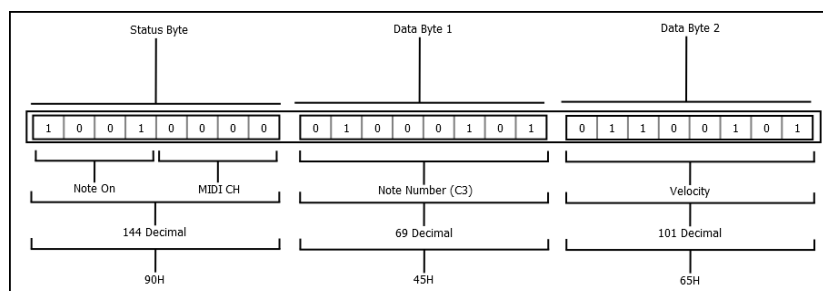 Status Byte Data Byte 1 Data Byte 2
1 0 0 1 0 0 0 0 0 1 0 0 0 1 0 1 0 1 1 0 0 1 0 1
Note On MIDI CH Note Number (C3) Velocity
144 Decimal 69 Decimal 101 Decimal
90H 45H 65H